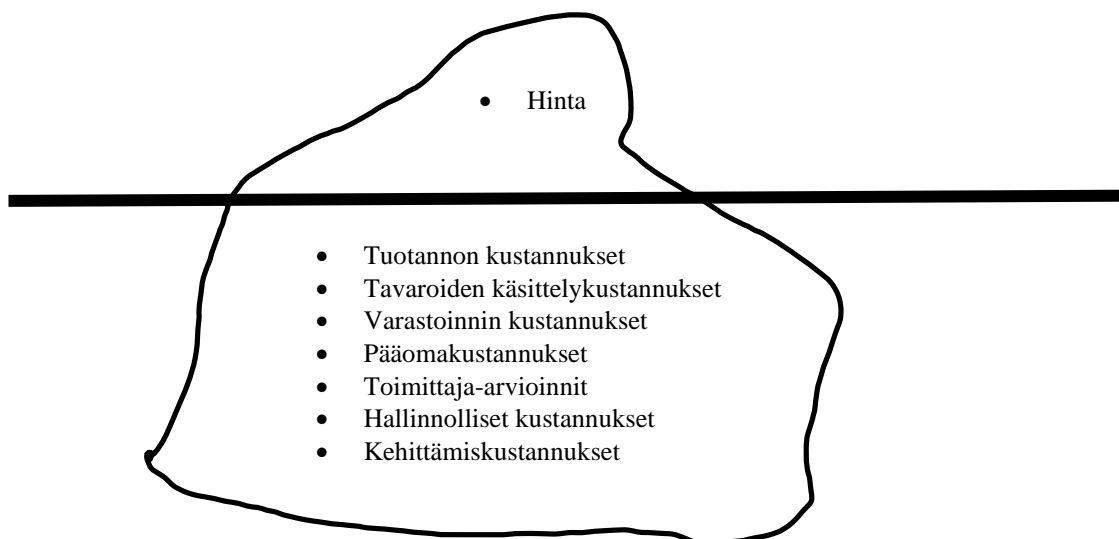 • Hinta
• Tuotannon kustannukset
• Tavaroiden käsittelykustannukset
• Varastoinnin kustannukset
• Pääomakustannukset
• Toimittaja-arvioinnit
• Hallinnolliset kustannukset
• Kehittämiskustannukset